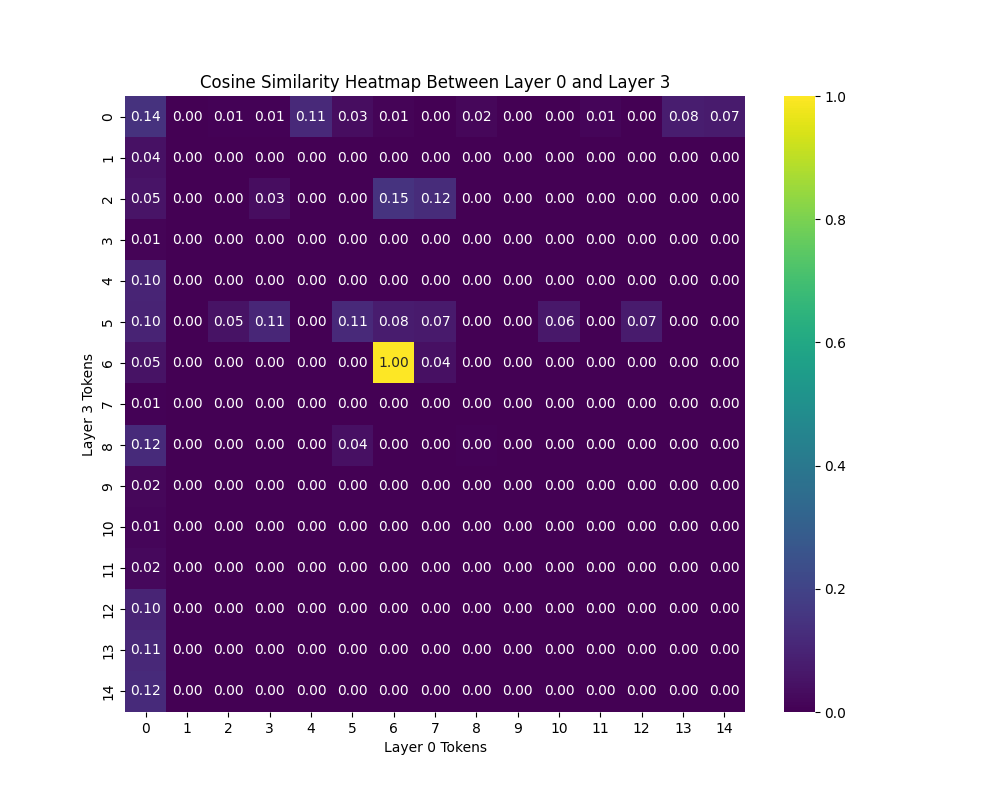 Cosine Similarity Heatmap Between Layer 0 and Layer 3
0 0.14 0.00 0.01 0.01 0.11 0.03 0.01 0.00 0.02 0.00 0.00 0.01 0.00 0.08 0.07
1 0.04 0.00 0.00 0.00 0.00 0.00 0.00 0.00 0.00 0.00 0.00 0.00 0.00 0.00 0.00
2 0.05 0.00 0.00 0.03 0.00 0.00 0.15 0.12 0.00 0.00 0.00 0.00 0.00 0.00 0.00
3 0.01 0.00 0.00 0.00 0.00 0.00 0.00 0.00 0.00 0.00 0.00 0.00 0.00 0.00 0.00
4 0.10 0.00 0.00 0.00 0.00 0.00 0.00 0.00 0.00 0.00 0.00 0.00 0.00 0.00 0.00
5 0.10 0.00 0.05 0.11 0.00 0.11 0.08 0.07 0.00 0.00 0.06 0.00 0.07 0.00 0.00
6 0.05 0.00 0.00 0.00 0.00 0.00 1.00 0.04 0.00 0.00 0.00 0.00 0.00 0.00 0.00
7 0.01 0.00 0.00 0.00 0.00 0.00 0.00 0.00 0.00 0.00 0.00 0.00 0.00 0.00 0.00
8 0.12 0.00 0.00 0.00 0.00 0.04 0.00 0.00 0.00 0.00 0.00 0.00 0.00 0.00 0.00
9 0.02 0.00 0.00 0.00 0.00 0.00 0.00 0.00 0.00 0.00 0.00 0.00 0.00 0.00 0.00
10 0.01 0.00 0.00 0.00 0.00 0.00 0.00 0.00 0.00 0.00 0.00 0.00 0.00 0.00 0.00
11 0.02 0.00 0.00 0.00 0.00 0.00 0.00 0.00 0.00 0.00 0.00 0.00 0.00 0.00 0.00
12 0.10 0.00 0.00 0.00 0.00 0.00 0.00 0.00 0.00 0.00 0.00 0.00 0.00 0.00 0.00
13 0.11 0.00 0.00 0.00 0.00 0.00 0.00 0.00 0.00 0.00 0.00 0.00 0.00 0.00 0.00
14 0.12 0.00 0.00 0.00 0.00 0.00 0.00 0.00 0.00 0.00 0.00 0.00 0.00 0.00 0.00
0 1 2 3 4 5 6 7 8 9 10 11 12 13 14
Layer 0 Tokens
Layer 3 Tokens
1.0
0.8
0.6
0.4
0.2
0.0